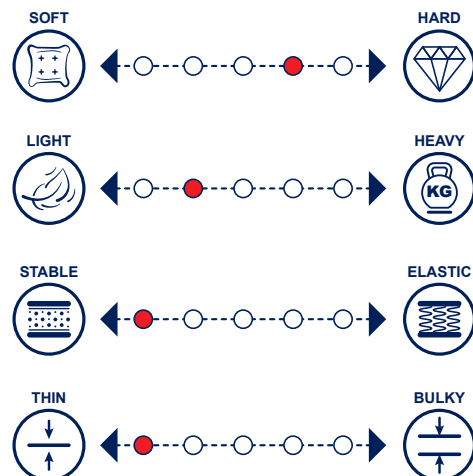 SOFT HARD
LIGHT HEAVY
KG
STABLE ELASTIC
THIN BULKY